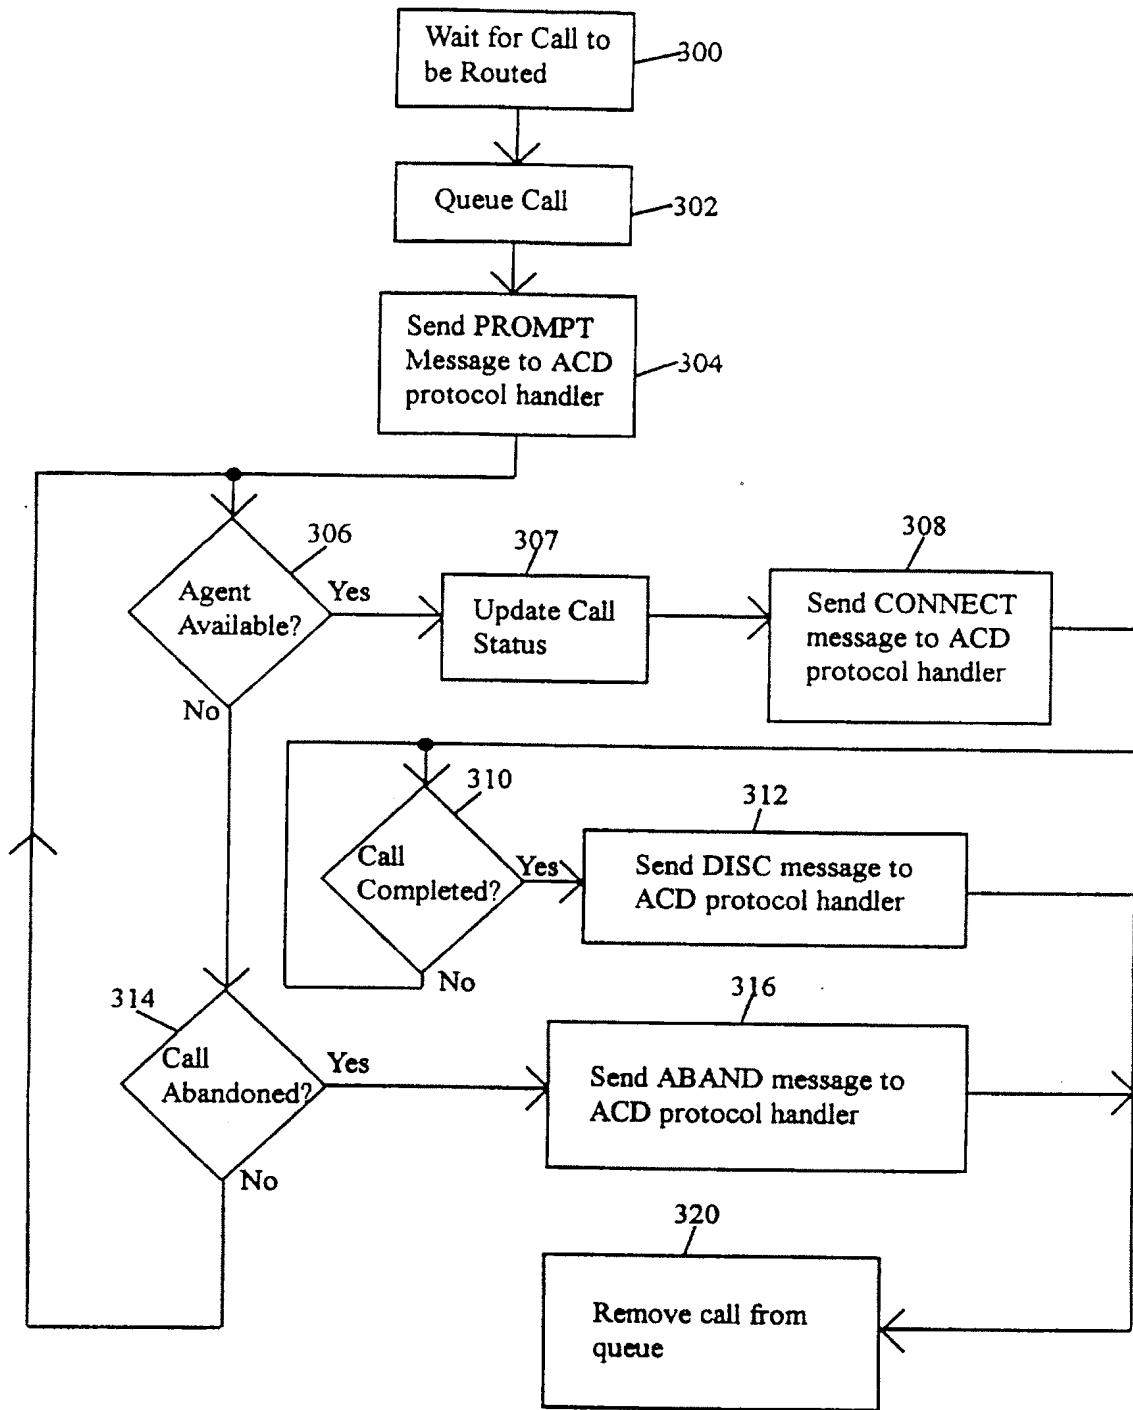 Wait for Call to
be Routed
300
Queue Call
302
Send PROMPT
Message to ACD
protocol handler
304
306
Agent
Available?
Yes
No
307
Update Call
Status
308
Send CONNECT
message to ACD
protocol handler
310
Call
Completed?
Yes
No
312
Send DISC message to
ACD protocol handler
314
Call
Abandoned?
Yes
No
316
Send ABAND message to
ACD protocol handler
320
Remove call from
queue